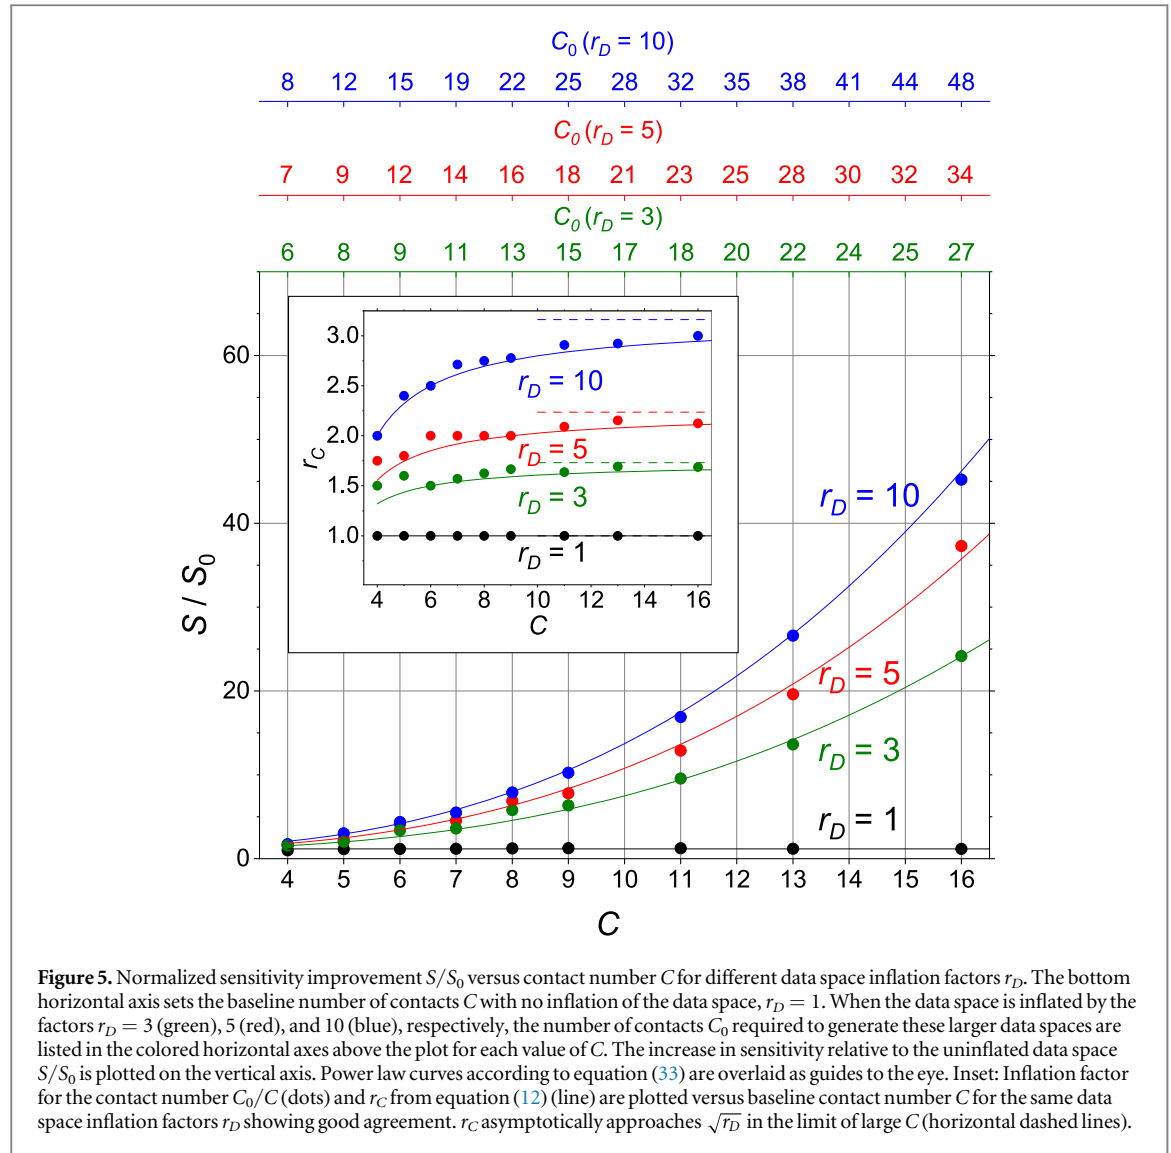 C0 (rD = 10)
8 12 15 19 22 25 28 32 35 38 41 44 48
C0 (rD = 5)
7 9 12 14 16 18 21 23 25 28 30 32 34
C0 (rD = 3)
6 8 9 11 13 15 17 18 20 22 24 25 27
S / S0
60
40
20
0
rC
3.0
2.5
2.0
1.5
1.0
rD = 10
rD = 5
rD = 3
rD = 1
4 6 8 10 12 14 16
C
rD = 10
rD = 5
rD = 3
rD = 1
4 5 6 7 8 9 10 11 12 13 14 15 16
C
Figure 5. Normalized sensitivity improvement S/S0 versus contact number C for different data space inflation factors rD. The bottom
horizontal axis sets the baseline number of contacts C with no inflation of the data space, rD = 1. When the data space is inflated by the
factors rD = 3 (green), 5 (red), and 10 (blue), respectively, the number of contacts C0 required to generate these larger data spaces are
listed in the colored horizontal axes above the plot for each value of C. The increase in sensitivity relative to the uninflated data space
S/S0 is plotted on the vertical axis. Power law curves according to equation (33) are overlaid as guides to the eye. Inset: Inflation factor
for the contact number C0/C (dots) and rC from equation (12) (line) are plotted versus baseline contact number C for the same data
space inflation factors rD showing good agreement. rC asymptotically approaches √rD in the limit of large C (horizontal dashed lines).